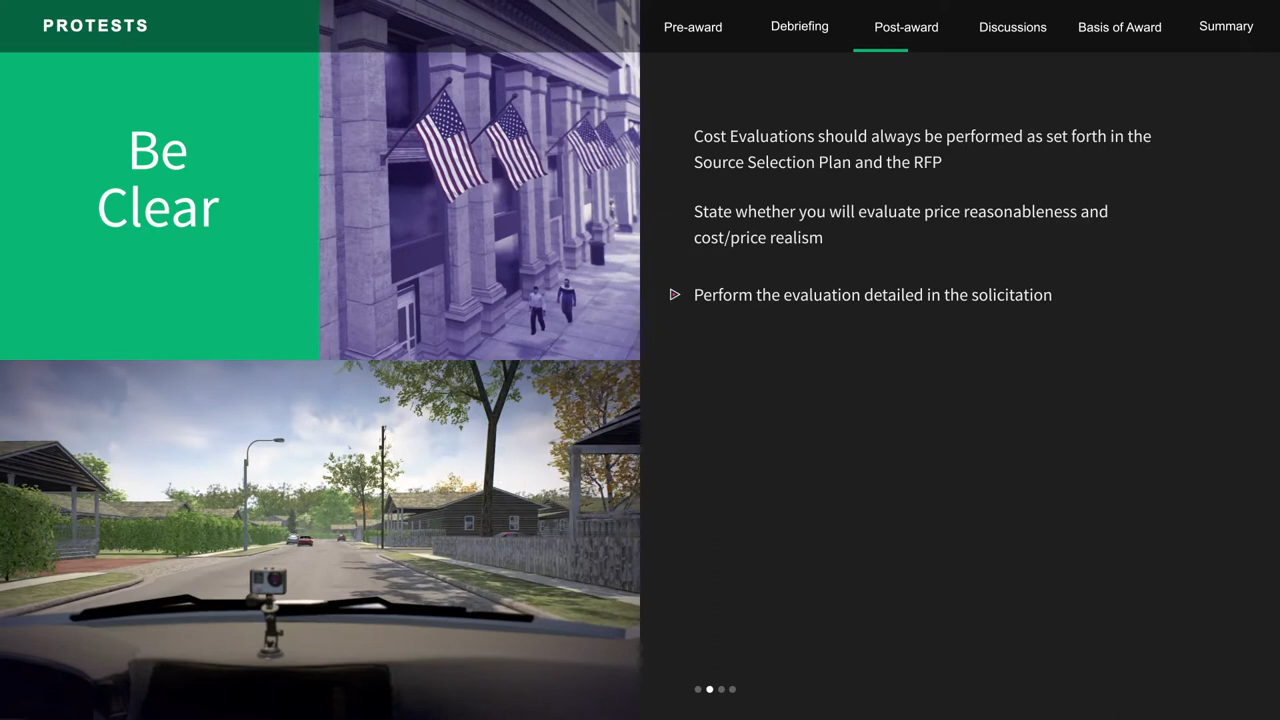 PROTESTS
Pre-award
Debriefing
Post-award
Discussions
Basis of Award
Summary
Be
Clear
Cost Evaluations should always be performed as set forth in the
Source Selection Plan and the RFP
State whether you will evaluate price reasonableness and
cost/price realism
Perform the evaluation detailed in the solicitation